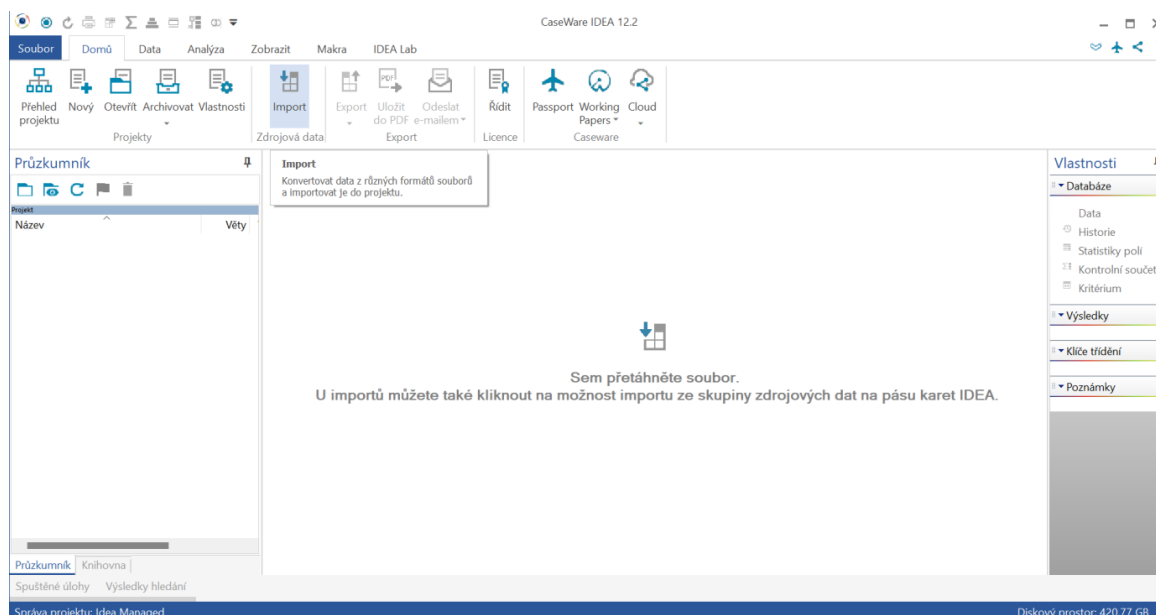 CaseWare IDEA 12.2
Soubor Domů Data Analýza Zobrazit Makra IDEA Lab
Přehled projektu
Nový
Otevřít
Archivovat
Vlastnosti
Projekty
Import
Zdrojová data
Export
Uložit do PDF
PDF
Odeslat e-mailem
Export
Řídit
Licence
Passport
Working Papers
Cloud
Caseware
Průzkumník
Projekt
Název Věty
Import
Konvertovat data z různých formátů souborů
a importovat je do projektu.
Sem přetáhněte soubor.
U importů můžete také kliknout na možnost importu ze skupiny zdrojových dat na pásu karet IDEA.
Vlastnosti
Databáze
Data
Historie
Statistiky polí
Kontrolní součet
Kritérium
Výsledky
Klíče třídění
Poznámky
Průzkumník Knihovna
Spuštěné úlohy Výsledky hledání
Správa projektu: Idea Managed
Diskový prostor: 420.77 GB